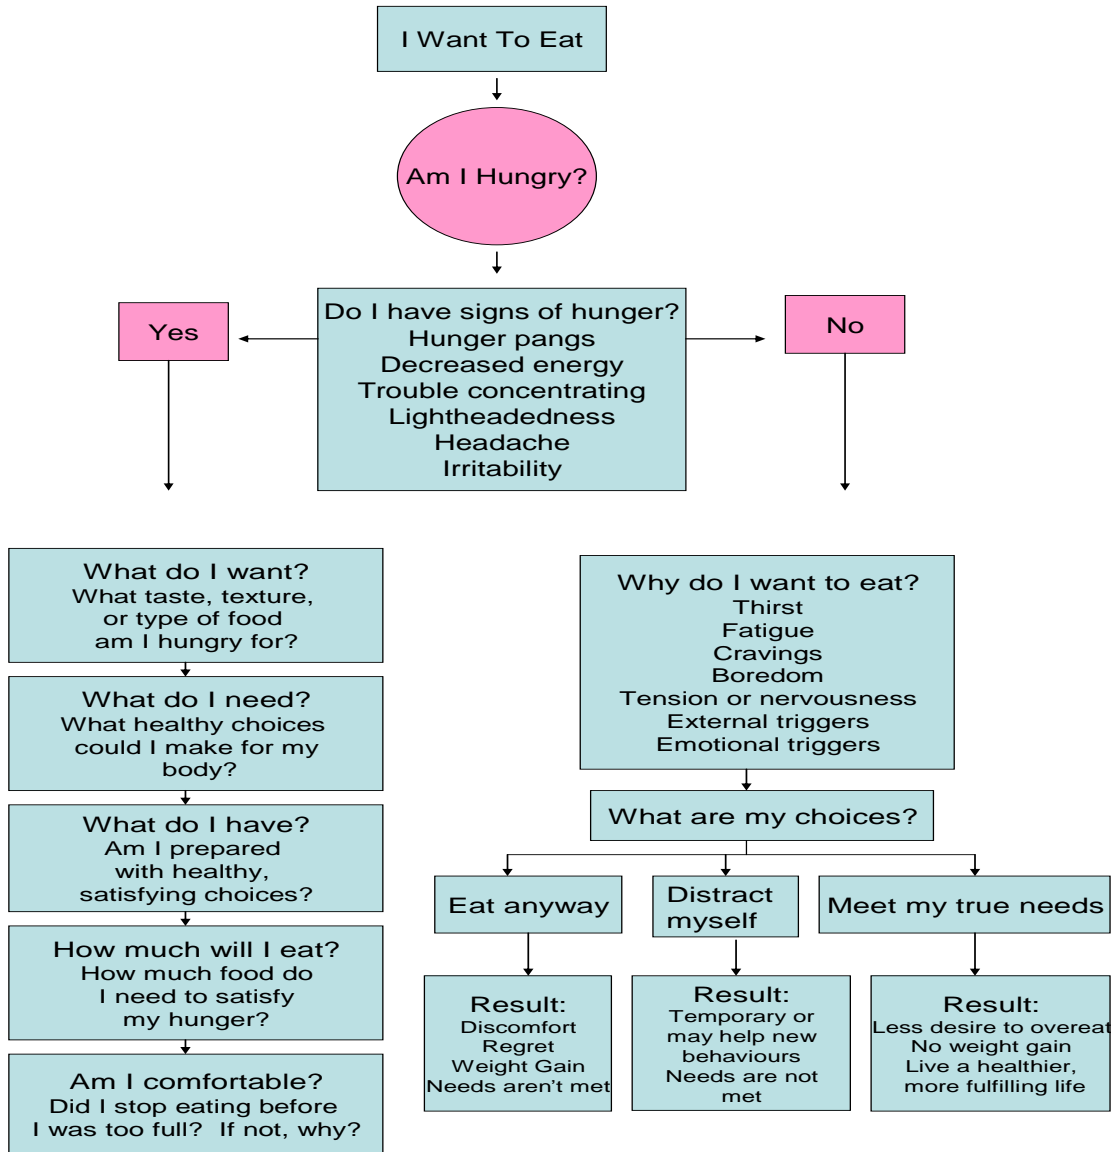 I Want To Eat
Am I Hungry?
Do I have signs of hunger?
Hunger pangs
Decreased energy
Trouble concentrating
Lightheadedness
Headache
Irritability
Yes
No
What do I want?
What taste, texture,
or type of food
am I hungry for?
What do I need?
What healthy choices
could I make for my
body?
What do I have?
Am I prepared
with healthy,
satisfying choices?
How much will I eat?
How much food do
I need to satisfy
my hunger?
Am I comfortable?
Did I stop eating before
I was too full?  If not, why?
Why do I want to eat?
Thirst
Fatigue
Cravings
Boredom
Tension or nervousness
External triggers
Emotional triggers
What are my choices?
Eat anyway
Distract
myself
Meet my true needs
Result:
Discomfort
Regret
Weight Gain
Needs aren't met
Result:
Temporary or
may help new
behaviours
Needs are not
met
Result:
Less desire to overeat
No weight gain
Live a healthier,
more fulfilling life